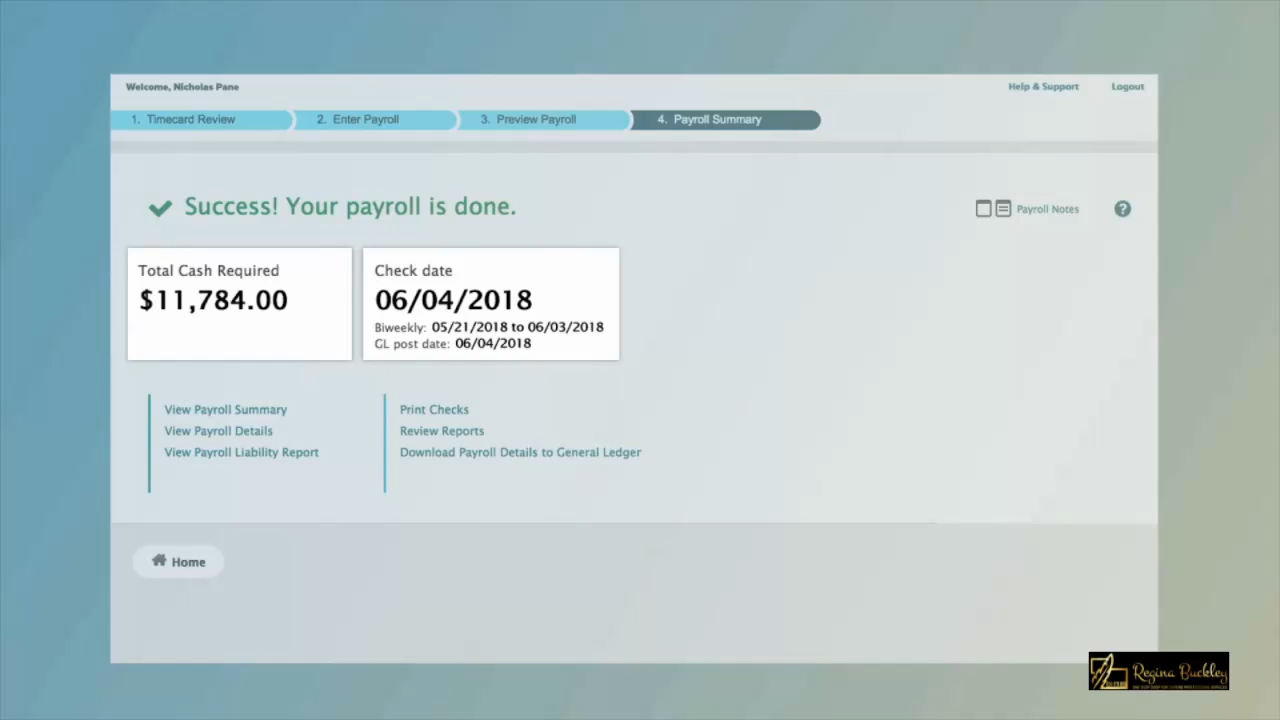 Welcome, Nicholas Pane
Help & Support
Logout
1. Timecard Review
2. Enter Payroll
3. Preview Payroll
4. Payroll Summary
Success! Your payroll is done.
Payroll Notes
?
Total Cash Required
$11,784.00
Check date
06/04/2018
Biweekly: 05/21/2018 to 06/03/2018
GL post date: 06/04/2018
View Payroll Summary
View Payroll Details
View Payroll Liability Report
Print Checks
Review Reports
Download Payroll Details to General Ledger
Home
Regina Buckley